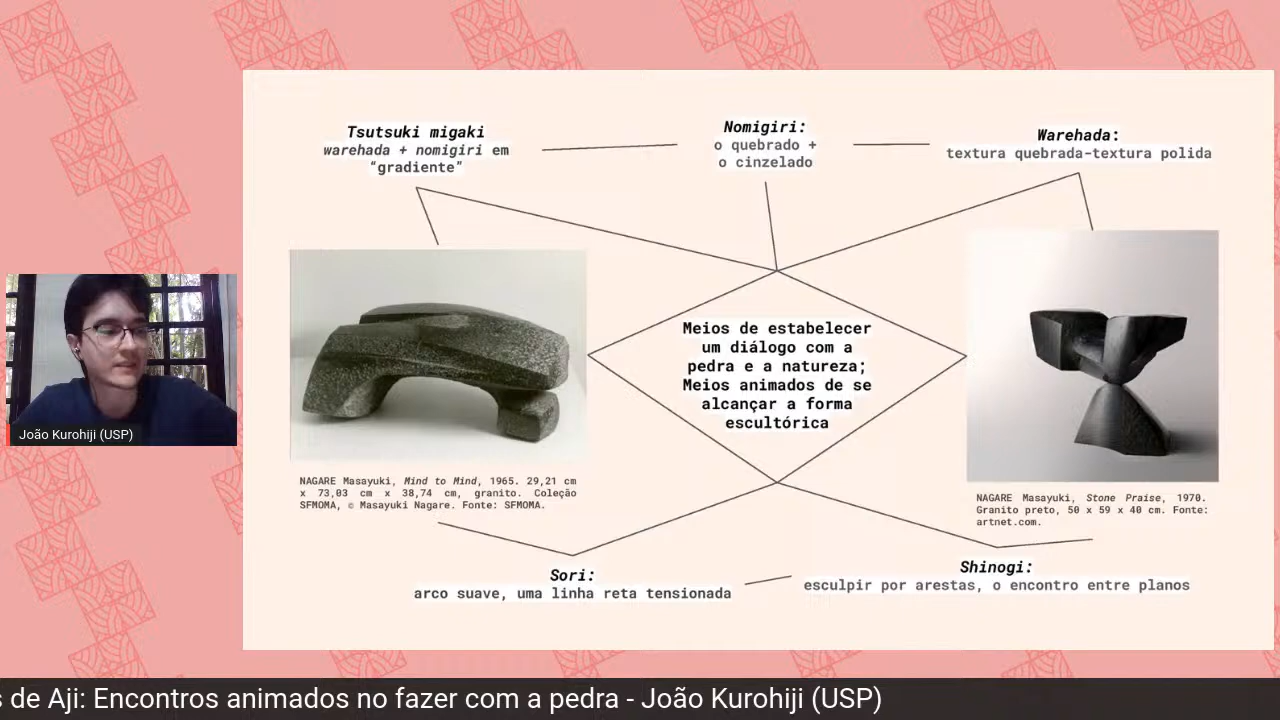 Tsutsuki migaki
warehada + nomigiri em
“gradiente”
Nomigiri:
o quebrado +
o cinzelado
Warehada:
textura quebrada-textura polida
Meios de estabelecer
um diálogo com a
pedra e a natureza;
Meios animados de se
alcançar a forma
escultórica
NAGARE Masayuki, Mind to Mind, 1965. 29,21 cm
x 73,03 cm x 38,74 cm, granito. Coleção
SFMOMA, © Masayuki Nagare. Fonte: SFMOMA.
NAGARE Masayuki, Stone Praise, 1970.
Granito preto, 50 x 59 x 40 cm. Fonte:
artnet.com.
Sori:
arco suave, uma linha reta tensionada
Shinogi:
esculpir por arestas, o encontro entre planos
João Kurohiji (USP)
s de Aji: Encontros animados no fazer com a pedra - João Kurohiji (USP)